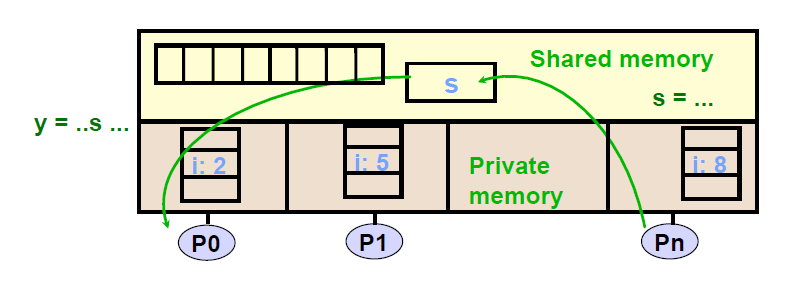 Shared memory
s
s = ...
y = ..s ...
i: 2
i: 5
Private
memory
i: 8
P0
P1
Pn